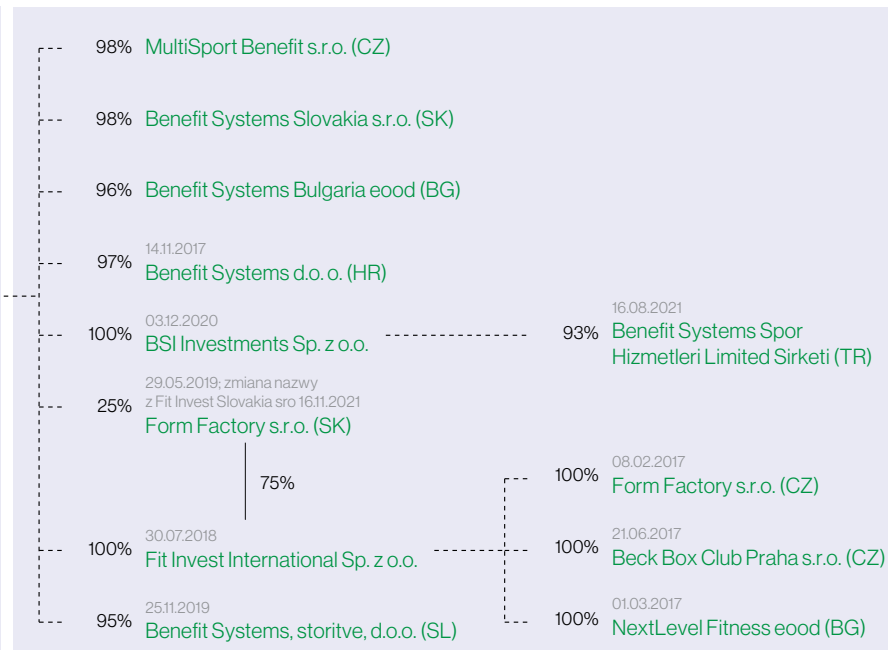 98% MultiSport Benefit s.r.o. (CZ)
98% Benefit Systems Slovakia s.r.o. (SK)
96% Benefit Systems Bulgaria eood (BG)
14.11.2017
97% Benefit Systems d.o. o. (HR)
03.12.2020
100% BSI Investments Sp. z o.o.
16.08.2021
93% Benefit Systems Spor
Hizmetleri Limited Sirketi (TR)
29.05.2019; zmiana nazwy
z Fit Invest Slovakia sro 16.11.2021
25% Form Factory s.r.o. (SK)
75%
30.07.2018
100% Fit Invest International Sp. z o.o.
08.02.2017
100% Form Factory s.r.o. (CZ)
21.06.2017
100% Beck Box Club Praha s.r.o. (CZ)
01.03.2017
100% NextLevel Fitness eood (BG)
25.11.2019
95% Benefit Systems, storitve, d.o.o. (SL)